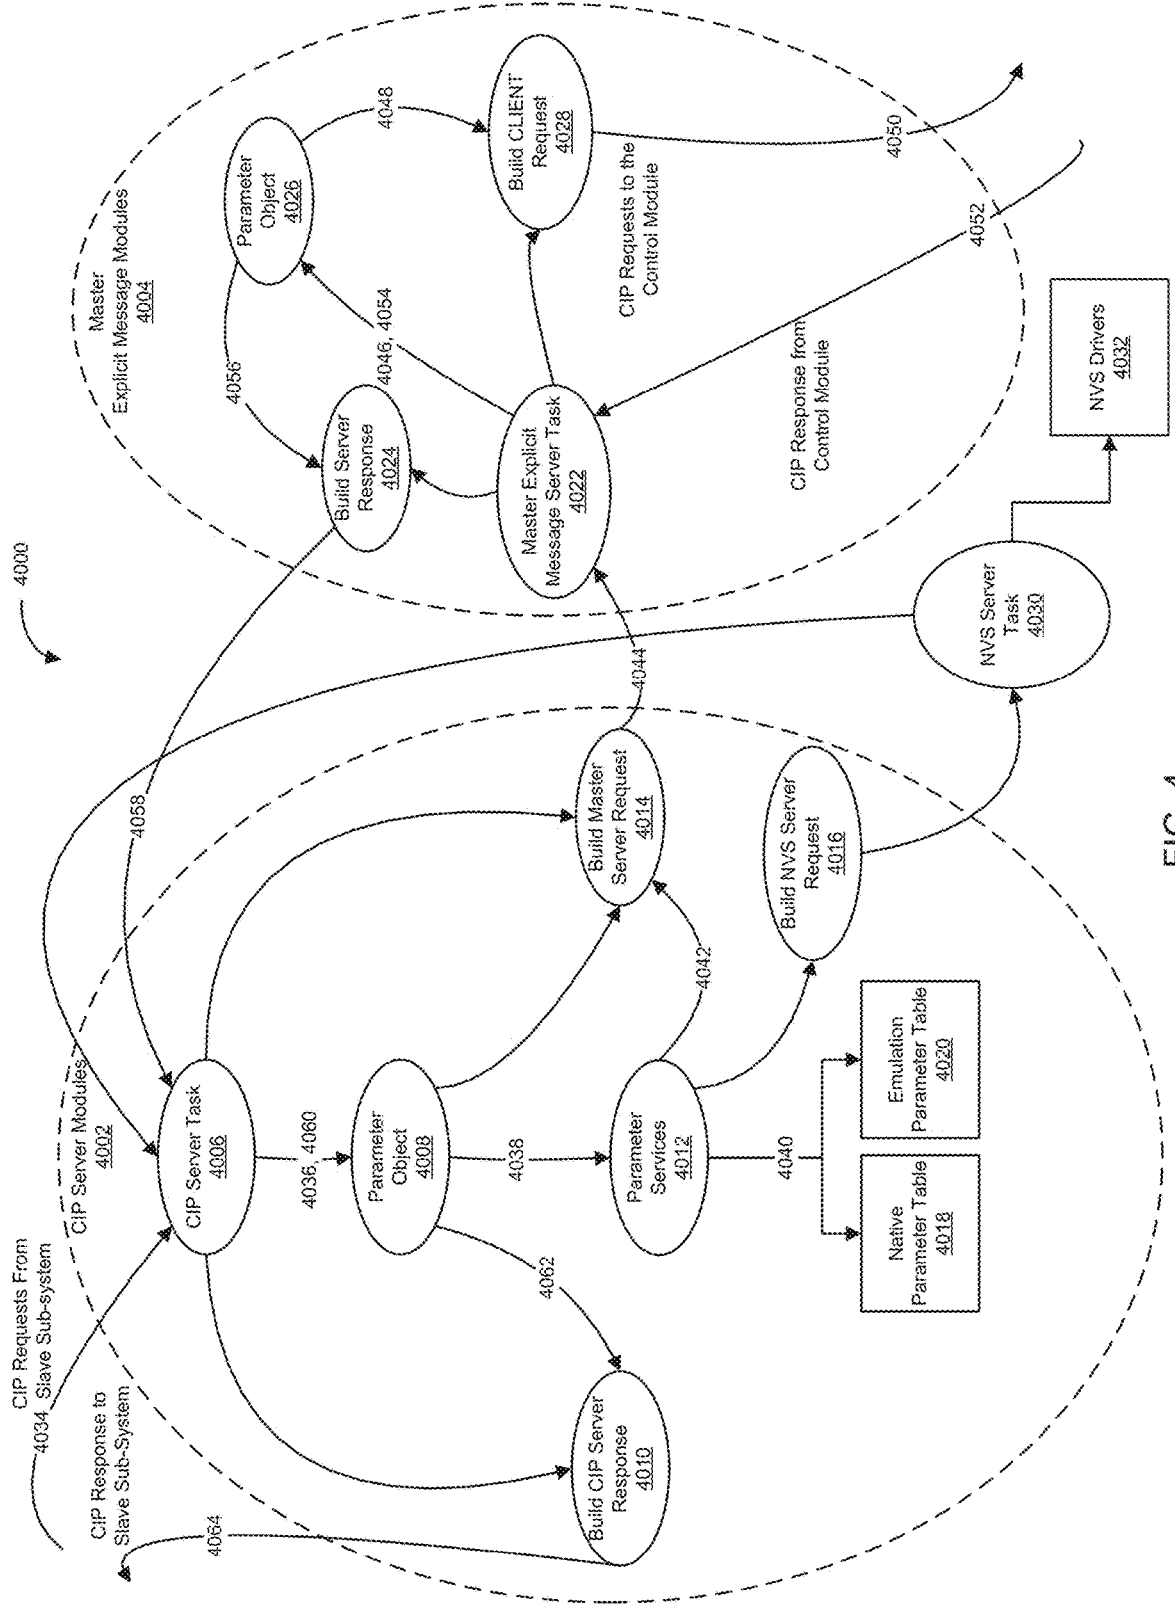 4000
CIP Requests From
Slave Sub-system
4034
CIP Response to
Slave Sub-System
4064
CIP Server Modules
4002
CIP Server Task
4006
4036, 4060
Parameter
Object
4008
4038
4062
Build CIP Server
Response
4010
Parameter
Services
4012
4040
4042
Native
Parameter Table
4018
Emulation
Parameter Table
4020
Build Master
Server Request
4014
4044
Build NVS Server
Request
4016
4058
Master
Explicit Message Modules
4004
Parameter
Object
4026
4048
4056
4046, 4054
Build Server
Response
4024
Build CLIENT
Request
4028
Master Explicit
Message Server Task
4022
CIP Requests to the
Control Module
4050
CIP Response from
Control Module
4052
NVS Server
Task
4030
NVS Drivers
4032